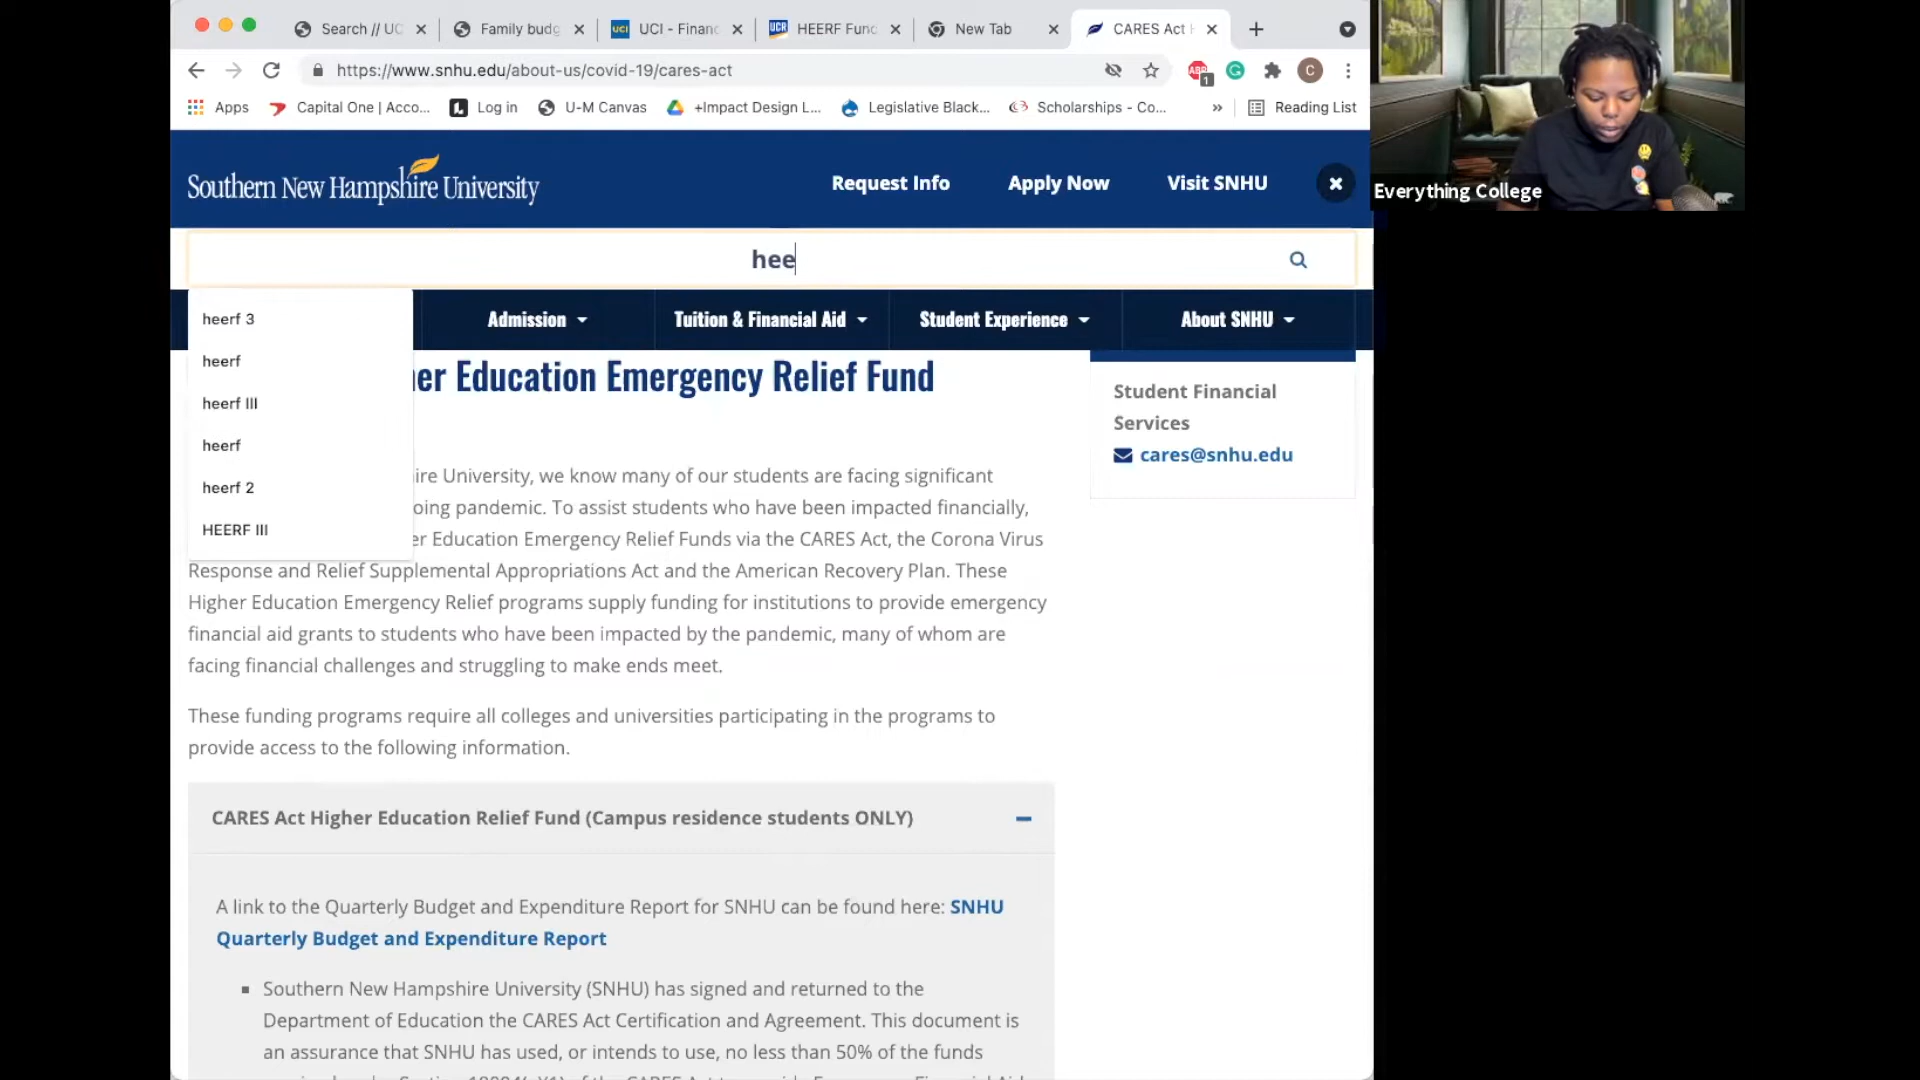 Search // UC
Family budg
UCI - Financ
HEERF Func
New Tab
CARES Act H
https://www.snhu.edu/about-us/covid-19/cares-act
ABP
1
C
Apps
Capital One | Acco...
Log in
U-M Canvas
+Impact Design L...
Legislative Black...
Scholarships - Co...
»
Reading List
Southern New Hampshire University
Request Info
Apply Now
Visit SNHU
Everything College
hee
heerf 3
heerf
heerf III
heerf
heerf 2
HEERF III
Admission
Tuition & Financial Aid
Student Experience
About SNHU
er Education Emergency Relief Fund
Student Financial
Services
cares@snhu.edu
ire University, we know many of our students are facing significant
oing pandemic. To assist students who have been impacted financially,
er Education Emergency Relief Funds via the CARES Act, the Corona Virus
Response and Relief Supplemental Appropriations Act and the American Recovery Plan. These
Higher Education Emergency Relief programs supply funding for institutions to provide emergency
financial aid grants to students who have been impacted by the pandemic, many of whom are
facing financial challenges and struggling to make ends meet.
These funding programs require all colleges and universities participating in the programs to
provide access to the following information.
CARES Act Higher Education Relief Fund (Campus residence students ONLY)
A link to the Quarterly Budget and Expenditure Report for SNHU can be found here: SNHU
Quarterly Budget and Expenditure Report
Southern New Hampshire University (SNHU) has signed and returned to the
Department of Education the CARES Act Certification and Agreement. This document is
an assurance that SNHU has used, or intends to use, no less than 50% of the funds